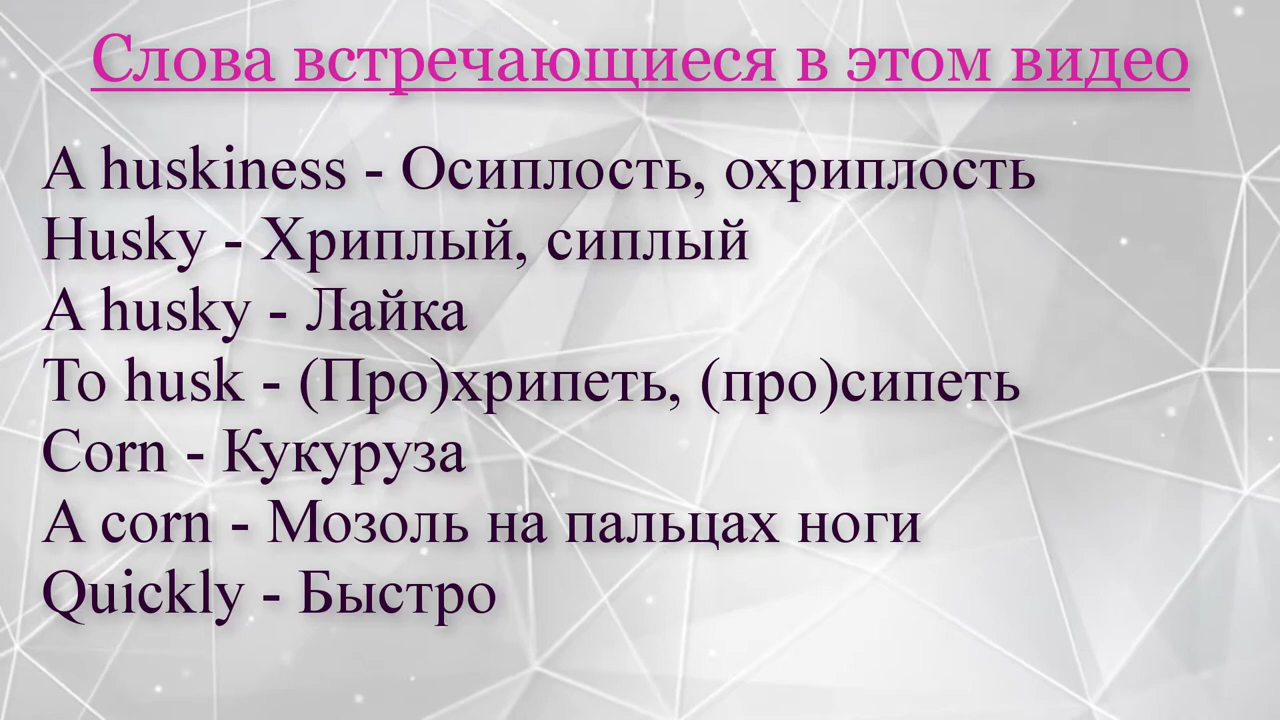 Слова встречающиеся в этом видео
A huskiness - Осиплость, охриплость
Husky - Хриплый, сиплый
A husky - Лайка
To husk - (Про)хрипеть, (про)сипеть
Corn - Кукуруза
A corn - Мозоль на пальцах ноги
Quickly - Быстро